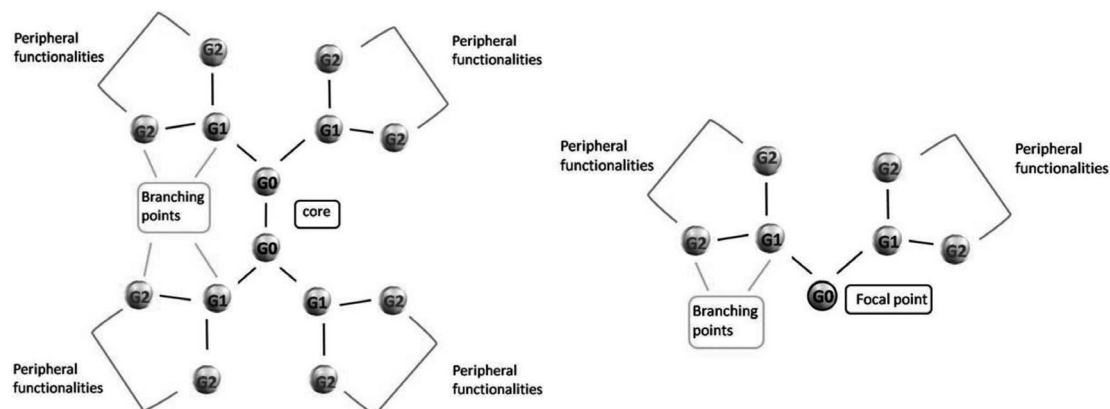 Peripheral
functionalities
G2
G2
Peripheral
functionalities
G2
G1
G1
G2
G0
Branching
points
core
G0
G2
G1
G1
G2
G2
G2
Peripheral
functionalities
Peripheral
functionalities
Peripheral
functionalities
G2
G2
Peripheral
functionalities
G2
G1
G1
G2
G0
Focal point
Branching
points